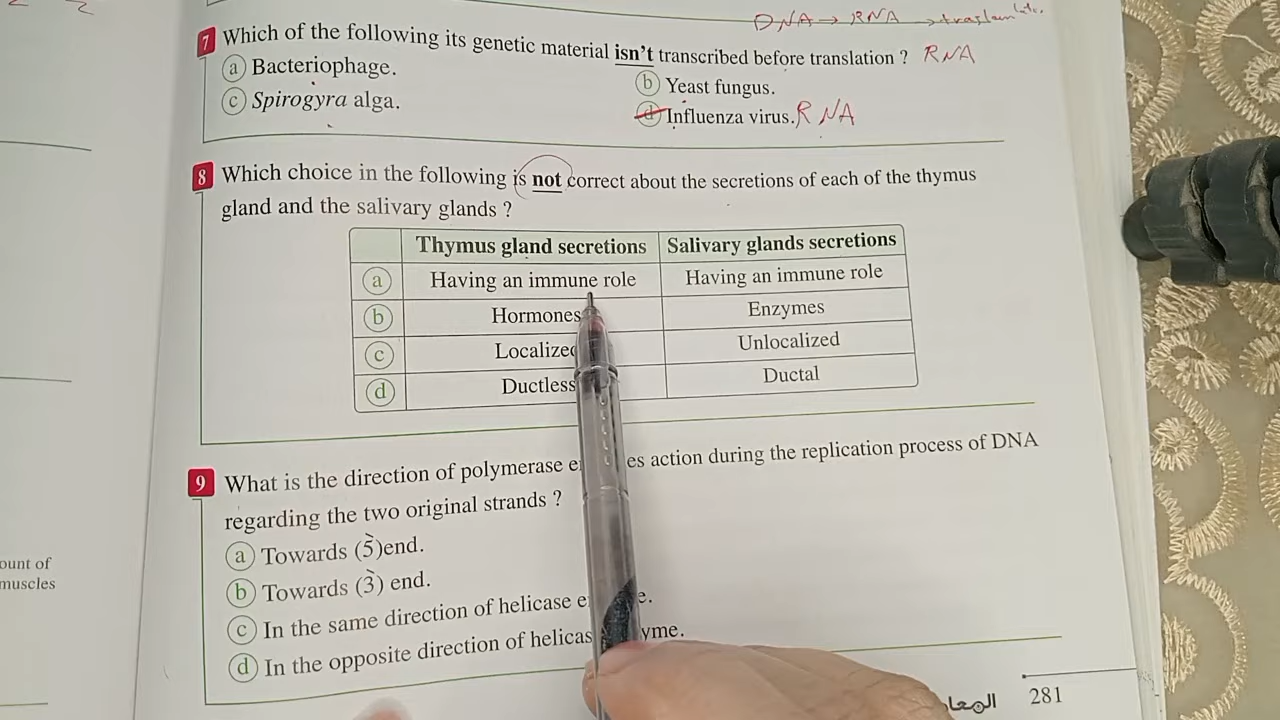 DNA → RNA →
7 Which of the following its genetic material isn't transcribed before translation ? RNA
a Bacteriophage.
b Yeast fungus.
c Spirogyra alga.
d Influenza virus. RNA
8 Which choice in the following is not correct about the secretions of each of the thymus
gland and the salivary glands ?
Thymus gland secretions Salivary glands secretions
a Having an immune role Having an immune role
b Hormones Enzymes
c Localized Unlocalized
d Ductless Ductal
9 What is the direction of polymerase es action during the replication process of DNA
regarding the two original strands ?
a Towards (5̀)end.
b Towards (3̀) end.
c In the same direction of helicase e e.
d In the opposite direction of helicas yme.
ount of
muscles
281